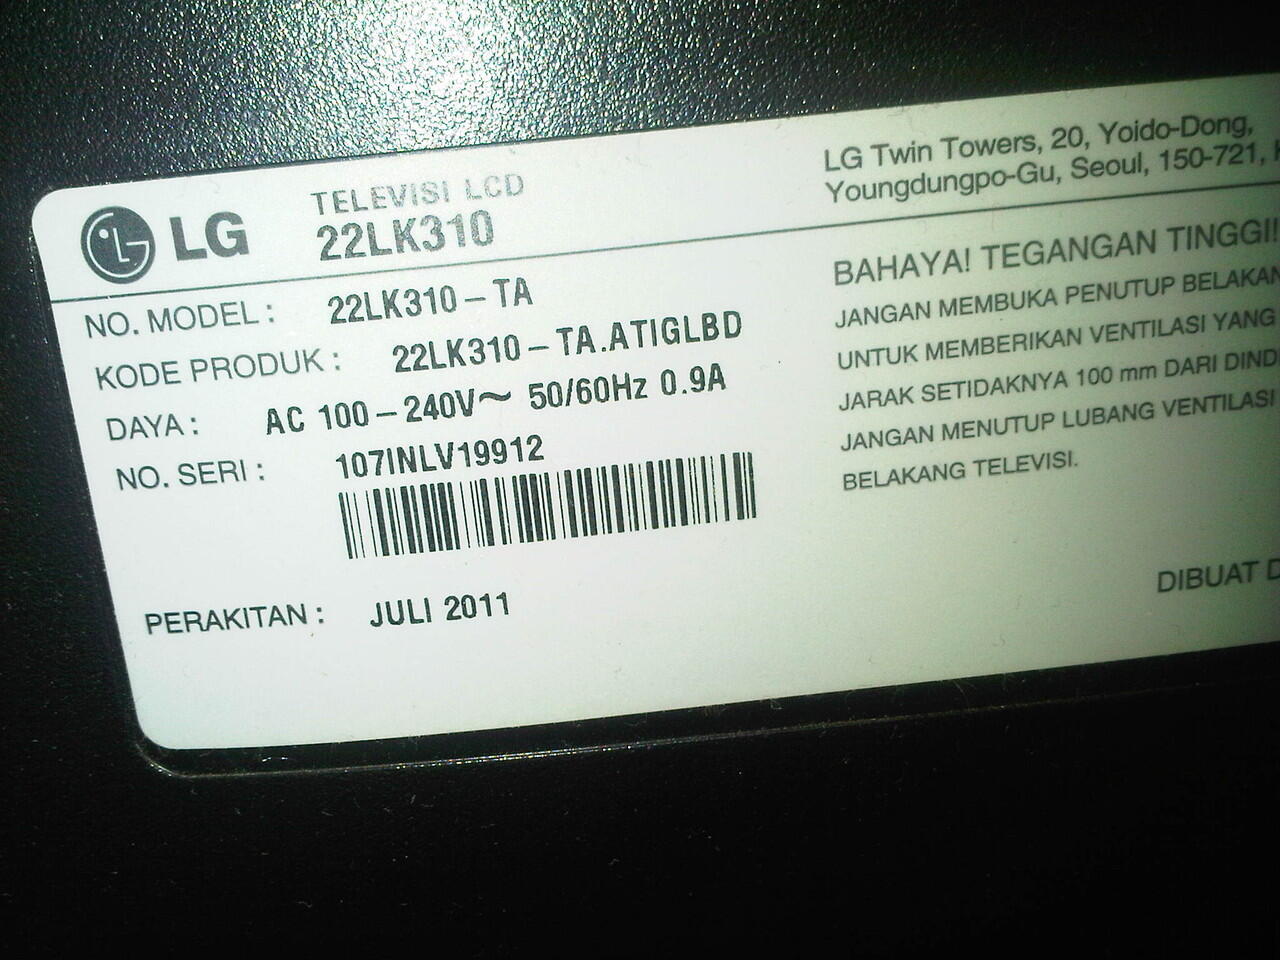 LG
TELEVISI LCD
22LK310
LG Twin Towers, 20, Yoido-Dong,
Youngdungpo-Gu, Seoul, 150-721,
NO. MODEL : 22LK310-TA
KODE PRODUK : 22LK310-TA.ATIGLBD
DAYA : AC 100-240V~ 50/60Hz 0.9A
NO. SERI : 107INLV19912
PERAKITAN : JULI 2011
BAHAYA! TEGANGAN TINGGI!
JANGAN MEMBUKA PENUTUP
UNTUK MEMBERIKAN VENTILASI YANG
JARAK SETIDAKNYA 100 mm DARI
JANGAN MENUTUP LUBANG VENTILASI
BELAKANG TELEVISI.
DIBUAT